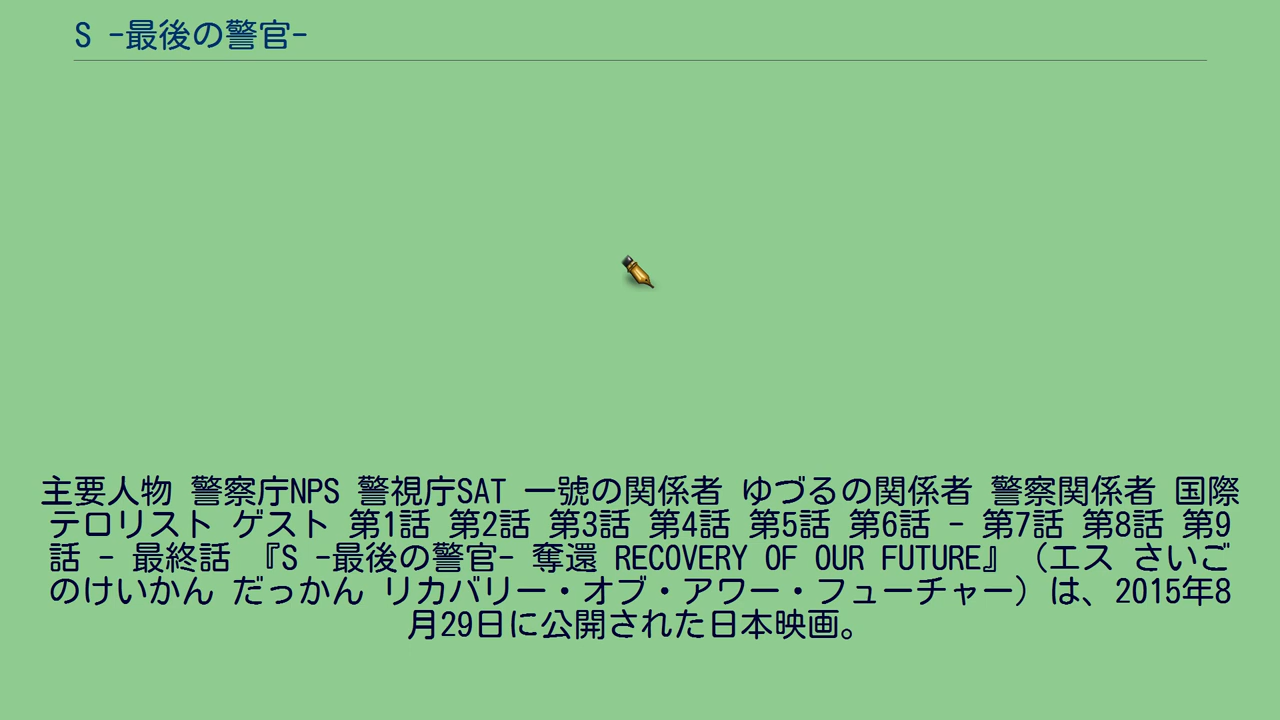 S -最後の警官-
主要人物 警察庁NPS 警視庁SAT 一號の関係者 ゆづるの関係者 警察関係者 国際
テロリスト ゲスト 第1話 第2話 第3話 第4話 第5話 第6話 - 第7話 第8話 第9
話 - 最終話 『S -最後の警官- 奪還 RECOVERY OF OUR FUTURE』（エス さいご
のけいかん だっかん リカバリー・オブ・アワー・フューチャー）は、2015年8
月29日に公開された日本映画。